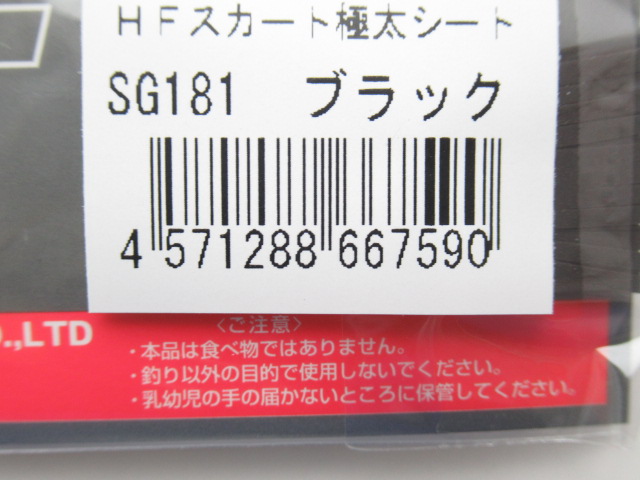 ＨＦスカート極太シート
SG181　ブラック
4 571288 667590
.,LTD
〈ご注意〉
・本品は食べ物ではありません。
・釣り以外の目的で使用しないでください。
・乳幼児の手の届かないところに保管してください。